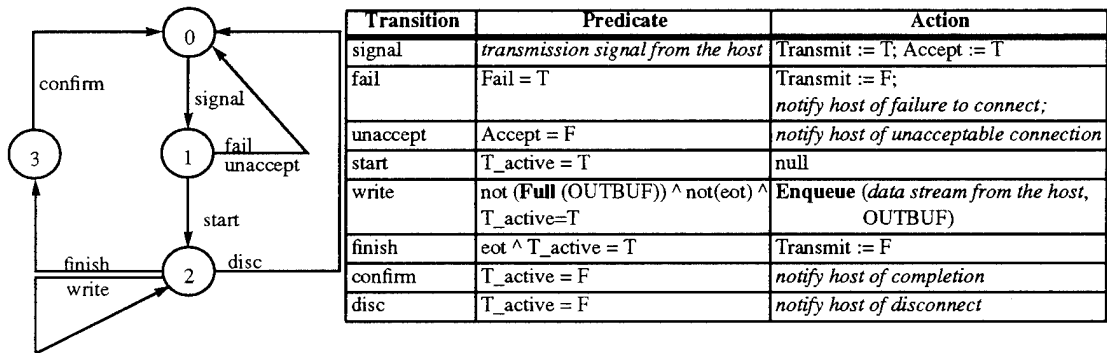 0
confirm
signal
3
1
fail
unaccept
start
finish
2
disc
write
Transition Predicate Action
signal transmission signal from the host Transmit := T; Accept := T
fail Fail = T Transmit := F;
notify host of failure to connect;
unaccept Accept = F notify host of unacceptable connection
start T_active = T null
write not (Full (OUTBUF)) ^ not(eot) ^ Enqueue (data stream from the host,
T_active=T OUTBUF)
finish eot ^ T_active = T Transmit := F
confirm T_active = F notify host of completion
disc T_active = F notify host of disconnect